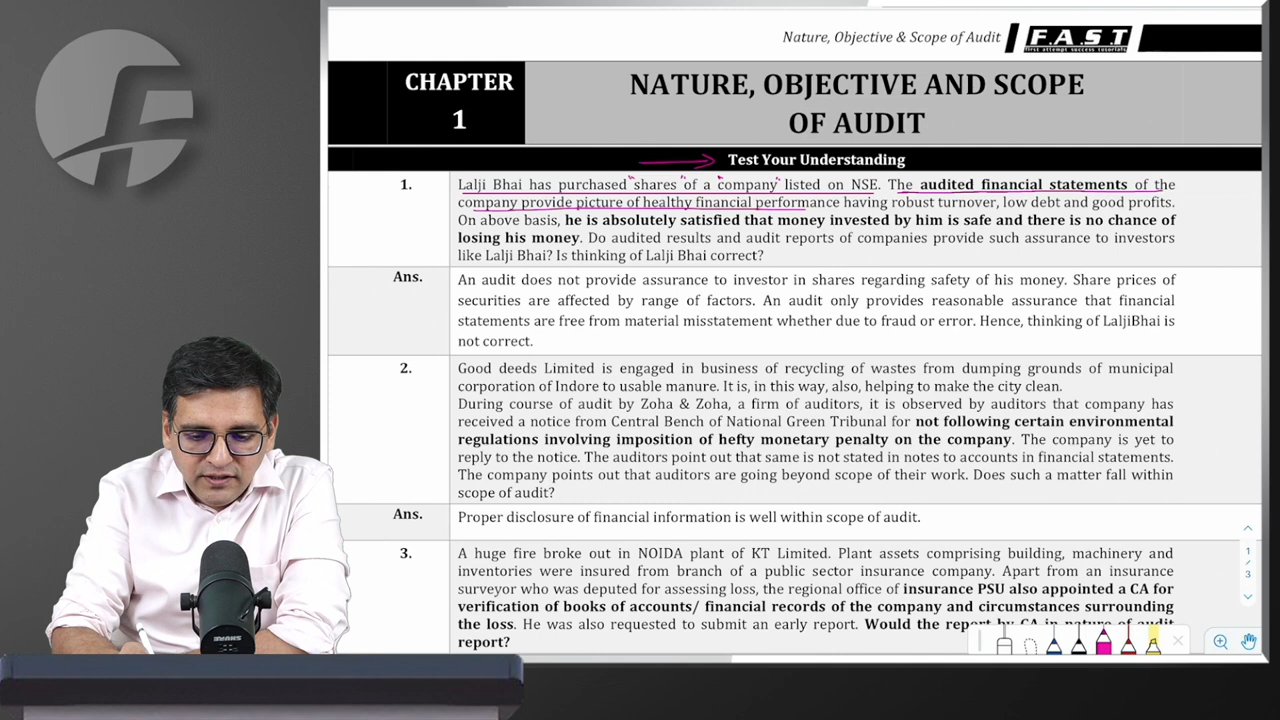 Nature, Objective & Scope of Audit
F.A.S.T
first attempt success tutorials
CHAPTER
1
NATURE, OBJECTIVE AND SCOPE
OF AUDIT
Test Your Understanding
1.
Lalji Bhai has purchased shares of a company listed on NSE. The audited financial statements of the
company provide picture of healthy financial performance having robust turnover, low debt and good profits.
On above basis, he is absolutely satisfied that money invested by him is safe and there is no chance of
losing his money. Do audited results and audit reports of companies provide such assurance to investors
like Lalji Bhai? Is thinking of Lalji Bhai correct?
Ans.
An audit does not provide assurance to investor in shares regarding safety of his money. Share prices of
securities are affected by range of factors. An audit only provides reasonable assurance that financial
statements are free from material misstatement whether due to fraud or error. Hence, thinking of LaljiBhai is
not correct.
2.
Good deeds Limited is engaged in business of recycling of wastes from dumping grounds of municipal
corporation of Indore to usable manure. It is, in this way, also, helping to make the city clean.
During course of audit by Zoha & Zoha, a firm of auditors, it is observed by auditors that company has
received a notice from Central Bench of National Green Tribunal for not following certain environmental
regulations involving imposition of hefty monetary penalty on the company. The company is yet to
reply to the notice. The auditors point out that same is not stated in notes to accounts in financial statements.
The company points out that auditors are going beyond scope of their work. Does such a matter fall within
scope of audit?
Ans.
Proper disclosure of financial information is well within scope of audit.
3.
A huge fire broke out in NOIDA plant of KT Limited. Plant assets comprising building, machinery and
inventories were insured from branch of a public sector insurance company. Apart from an insurance
surveyor who was deputed for assessing loss, the regional office of insurance PSU also appointed a CA for
verification of books of accounts/ financial records of the company and circumstances surrounding
the loss. He was also requested to submit an early report. Would the report by CA in nature of audit
report?
1
3
SHURE